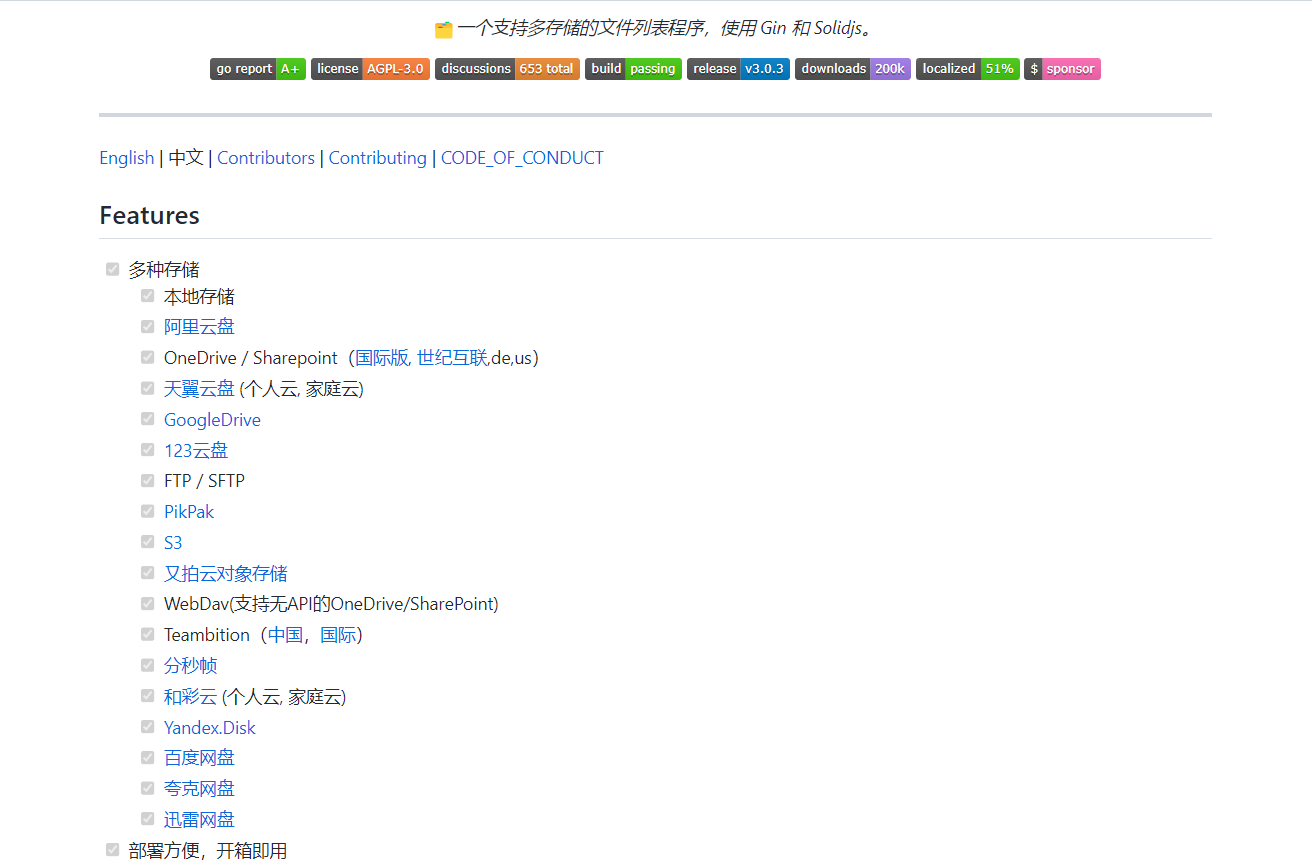 一个支持多存储的文件列表程序，使用 Gin 和 Solidjs。
go report A+ license AGPL-3.0 discussions 653 total build passing release v3.0.3 downloads 200k localized 51% $ sponsor
English | 中文 | Contributors | Contributing | CODE_OF_CONDUCT
Features
多种存储
本地存储
阿里云盘
OneDrive / Sharepoint（国际版, 世纪互联,de,us）
天翼云盘 (个人云, 家庭云)
GoogleDrive
123云盘
FTP / SFTP
PikPak
S3
又拍云对象存储
WebDav(支持无API的OneDrive/SharePoint)
Teambition（中国，国际）
分秒帧
和彩云 (个人云, 家庭云)
Yandex.Disk
百度网盘
夸克网盘
迅雷网盘
部署方便，开箱即用